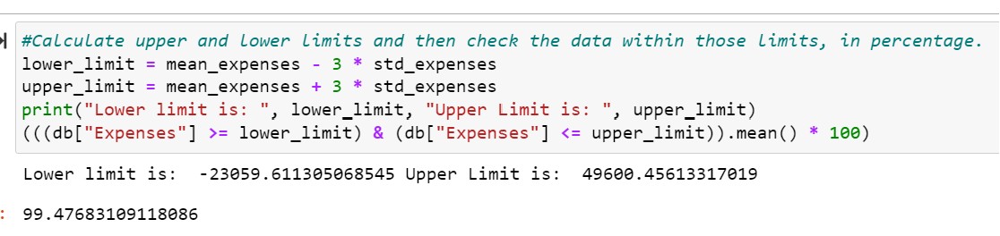 #Calculate upper and lower limits and then check the data within those limits, in percentage.
lower_limit = mean_expenses - 3 * std_expenses
upper_limit = mean_expenses + 3 * std_expenses
print("Lower limit is: ", lower_limit, "Upper Limit is: ", upper_limit)
(((db["Expenses"] >= lower_limit) & (db["Expenses"] <= upper_limit)).mean() * 100)
Lower limit is:  -23059.611305068545 Upper Limit is:  49600.45613317019
: 99.47683109118086